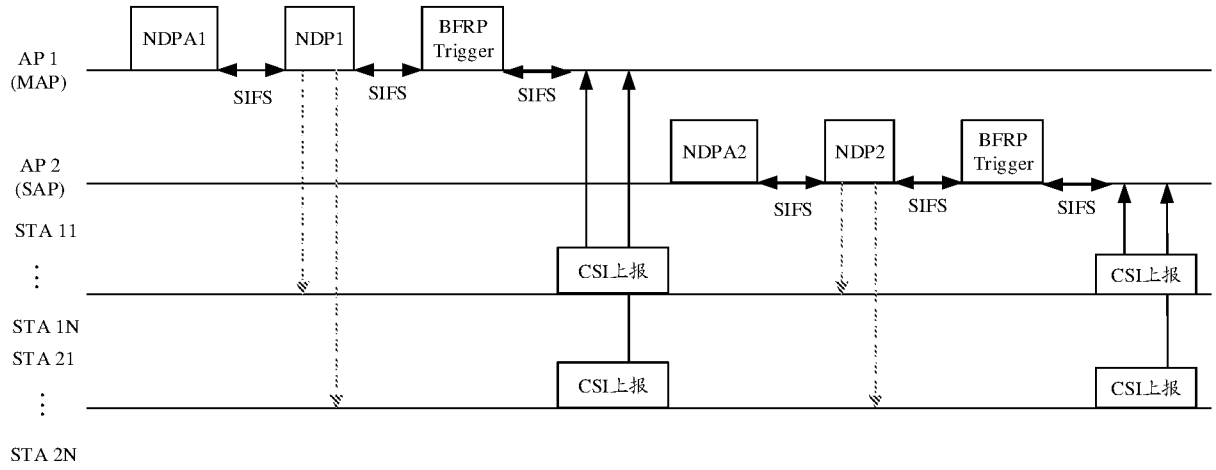 NDPA1
NDP1
BFRP
Trigger
AP 1
(MAP)
SIFS
SIFS
SIFS
NDPA2
NDP2
BFRP
Trigger
AP 2
(SAP)
SIFS
SIFS
SIFS
STA 11
CSI上报
CSI上报
⋮
STA 1N
STA 21
CSI上报
CSI上报
⋮
STA 2N